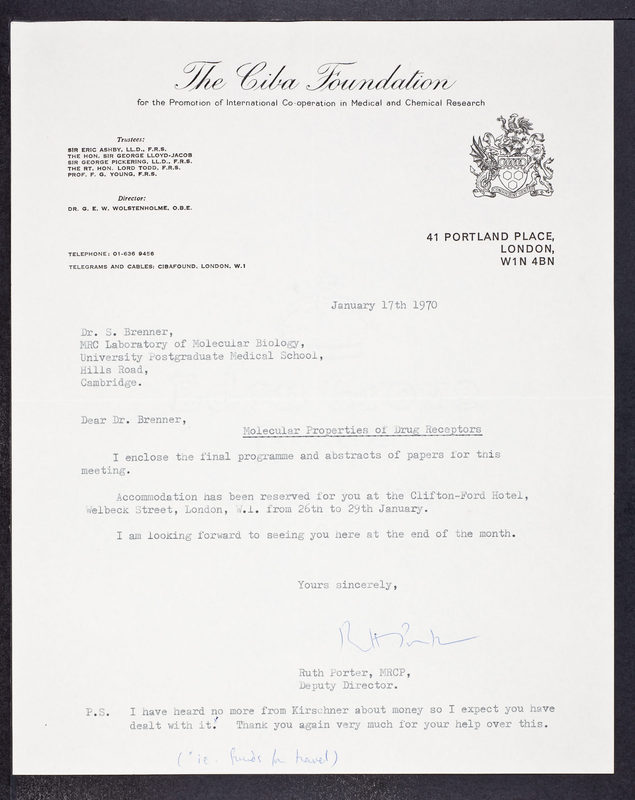 The Ciba Foundation
for the Promotion of International Co-operation in Medical and Chemical Research
Trustees:
SIR ERIC ASHBY, LL.D., F.R.S.
THE HON. SIR GEORGE LLOYD-JACOB
SIR GEORGE PICKERING, LL.D., F.R.S.
THE RT. HON. LORD TODD, F.R.S.
PROF. F. G. YOUNG, F.R.S.
Director:
DR. G. E. W. WOLSTENHOLME, O.B.E.
TELEPHONE: 01-636 9456
TELEGRAMS AND CABLES: CIBAFOUND, LONDON, W.1
41 PORTLAND PLACE,
LONDON,
W1N 4BN
January 17th 1970
Dr. S. Brenner,
MRC Laboratory of Molecular Biology,
University Postgraduate Medical School,
Hills Road,
Cambridge.
Dear Dr. Brenner,
Molecular Properties of Drug Receptors
I enclose the final programme and abstracts of papers for this
meeting.
Accommodation has been reserved for you at the Clifton-Ford Hotel,
Welbeck Street, London, W.1. from 26th to 29th January.
I am looking forward to seeing you here at the end of the month.
Yours sincerely,
Ruth Porter
Ruth Porter, MRCP,
Deputy Director.
P.S. I have heard no more from Kirschner about money so I expect you have
dealt with it.* Thank you again very much for your help over this.
(* ie. funds for travel)